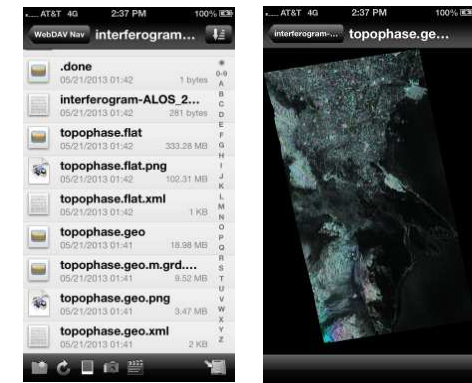 AT&T 4G 2:37 PM 100%
WebDAV Nav interferogram...
.done
05/21/2013 01:42 1 bytes
interferogram-ALOS_2...
05/21/2013 01:42 281 bytes
topophase.flat
05/21/2013 01:42 333.28 MB
topophase.flat.png
05/21/2013 01:42 102.31 MB
topophase.flat.xml
05/21/2013 01:42 1 KB
topophase.geo
05/21/2013 01:41 18.98 MB
topophase.geo.m.grd....
05/21/2013 01:41 9.52 MB
topophase.geo.png
05/21/2013 01:41 3.47 MB
topophase.geo.xml
05/21/2013 01:41 2 KB
0-9
A
B
C
D
E
F
G
H
I
J
K
L
M
N
O
P
Q
R
S
T
U
V
W
X
Y
Z
AT&T 4G 2:37 PM 100%
interferogram-... topophase.ge...